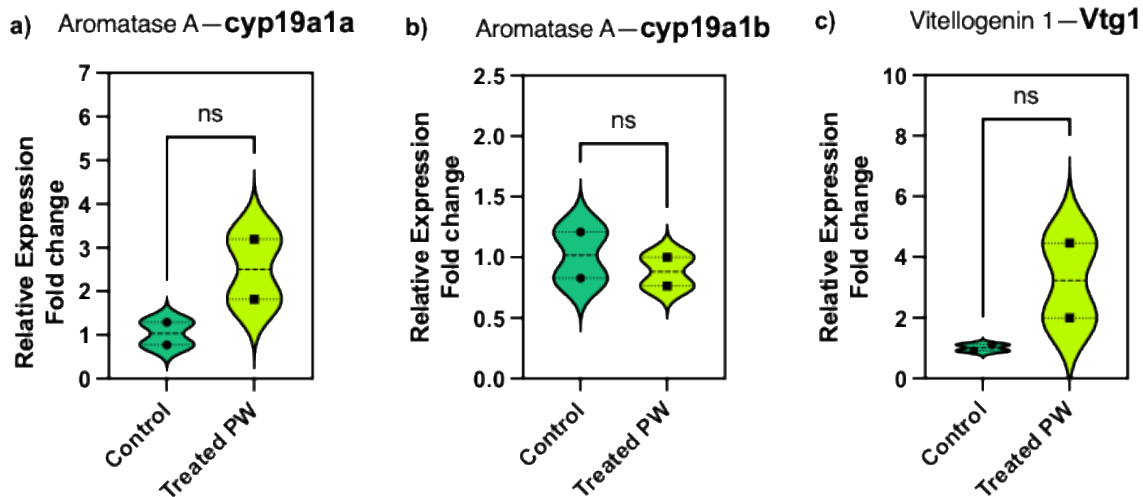 a) Aromatase A—cyp19a1a
Relative Expression
Fold change
7
6
5
4
3
2
1
0
ns
Control
Treated PW
b) Aromatase A—cyp19a1b
Relative Expression
Fold change
2.5
2.0
1.5
1.0
0.5
0.0
ns
Control
Treated PW
c) Vitellogenin 1—Vtg1
Relative Expression
Fold change
10
8
6
4
2
0
ns
Control
Treated PW